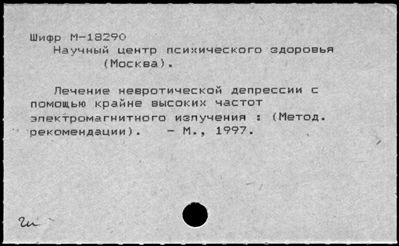 Шифр М-18290
Научный центр психического здоровья
(Москва).
Лечение невротической депрессии с
помощью крайне высоких частот
электромагнитного излучения : (Метод.
рекомендации). - М., 1997.